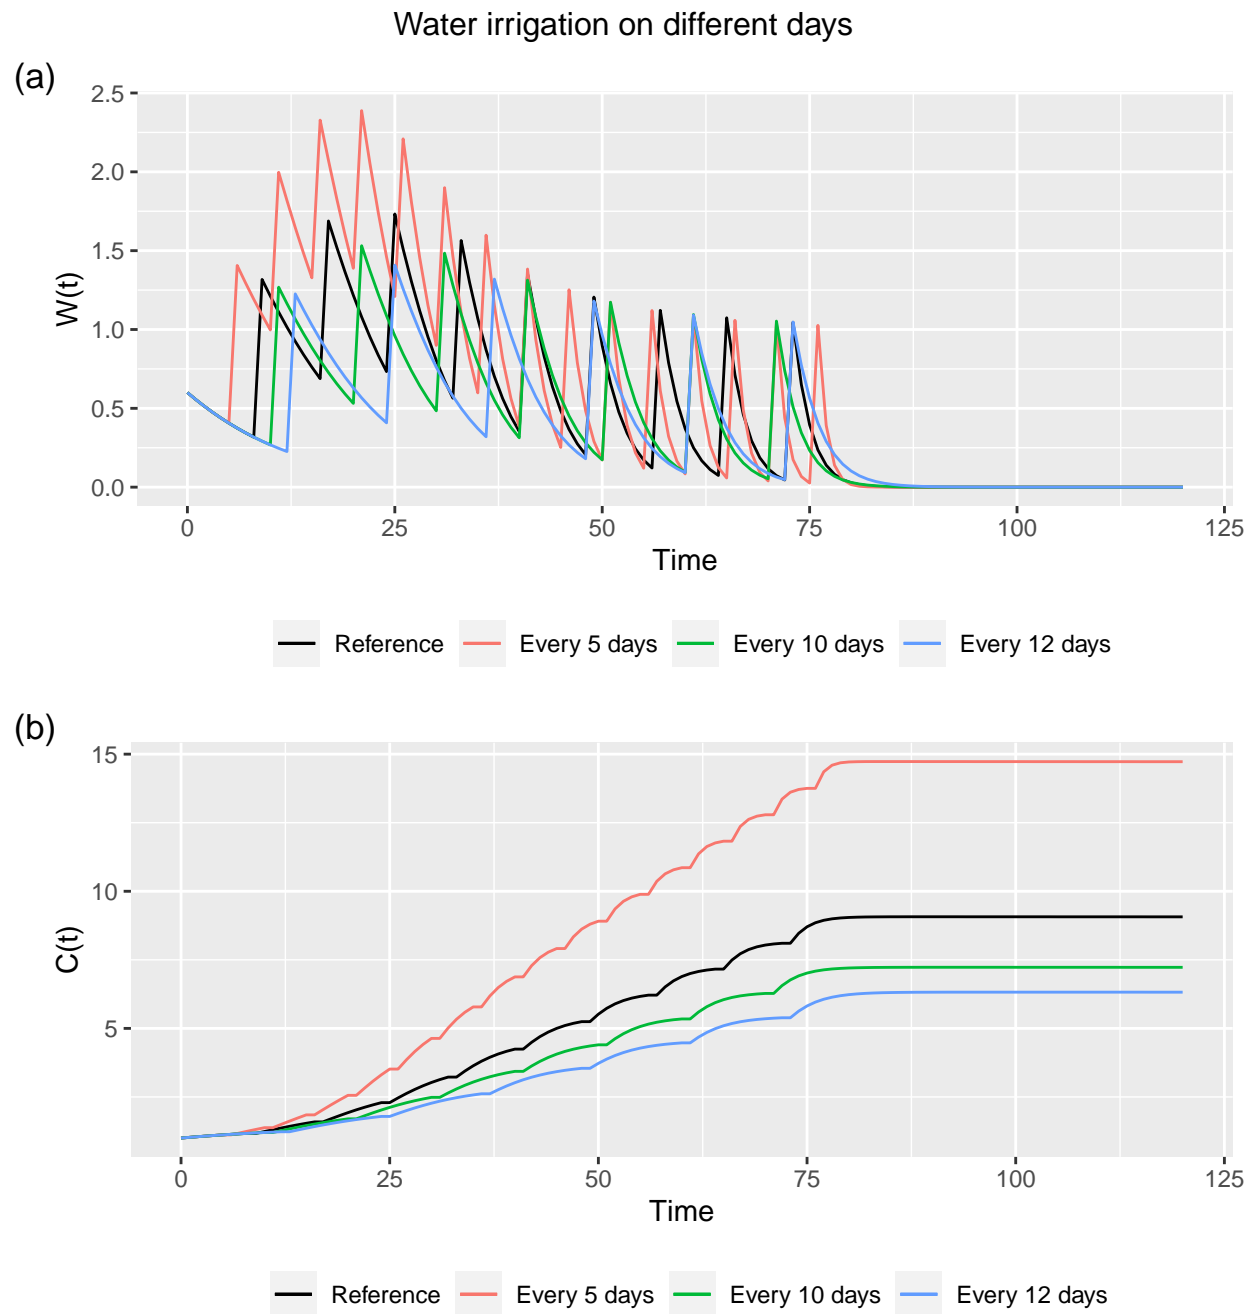 Water irrigation on different days
(a)
2.5
2.0
1.5
1.0
0.5
0.0
W(t)
0 25 50 75 100 125
Time
Reference Every 5 days Every 10 days Every 12 days
(b)
15
10
5
C(t)
0 25 50 75 100 125
Time
Reference Every 5 days Every 10 days Every 12 days